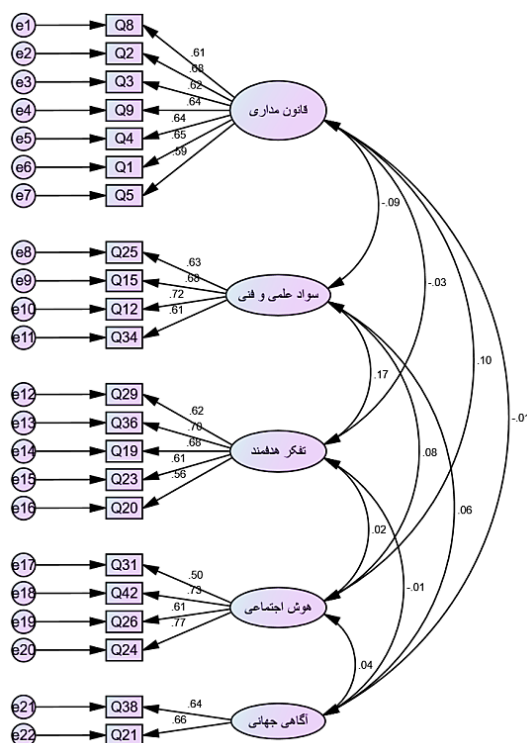 e1 Q8
e2 Q2
e3 Q3
e4 Q9
e5 Q4
e6 Q1
e7 Q5
.61
.68
.62
.64
.64
.65
.59
قانون مداری
e8 Q25
e9 Q15
e10 Q12
e11 Q34
.63
.68
.72
.61
سواد علمی و فنی
e12 Q29
e13 Q36
e14 Q19
e15 Q23
e16 Q20
.62
.70
.68
.61
.56
تفکر هدفمند
e17 Q31
e18 Q42
e19 Q26
e20 Q24
.50
.73
.61
.77
هوش اجتماعی
e21 Q38
e22 Q21
.64
.66
آگاهی جهانی
-.09
-.03
.10
-.01
.17
.08
.06
.02
-.01
.04